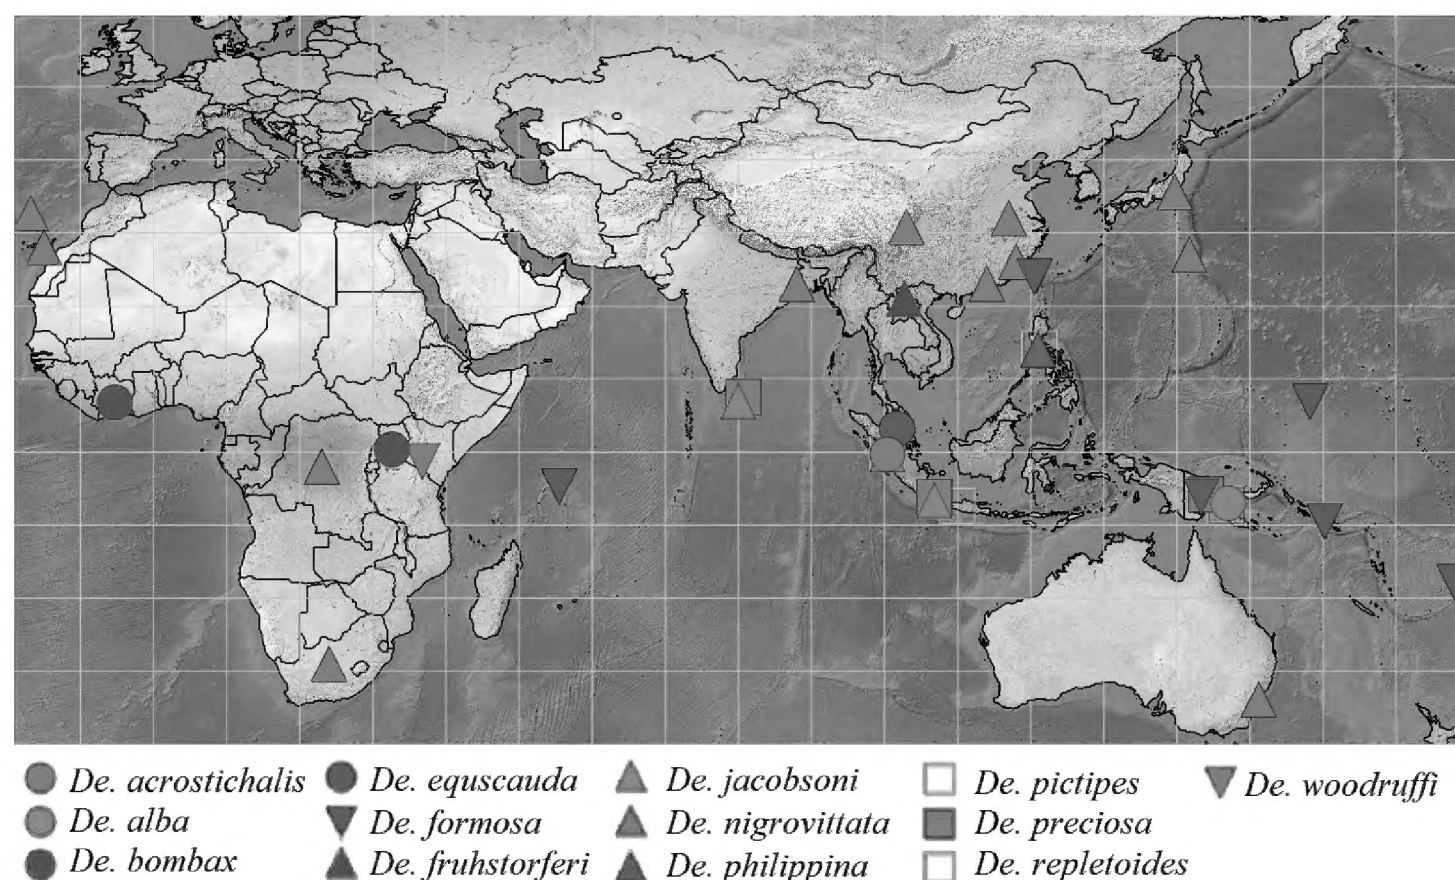 De. acrostichalis De. equscauda De. jacobsoni De. pictipes De. woodruffi
De. alba De. formosa De. nigrovittata De. preciosa
De. bombax De. fruhstorferi De. philippina De. repletoides